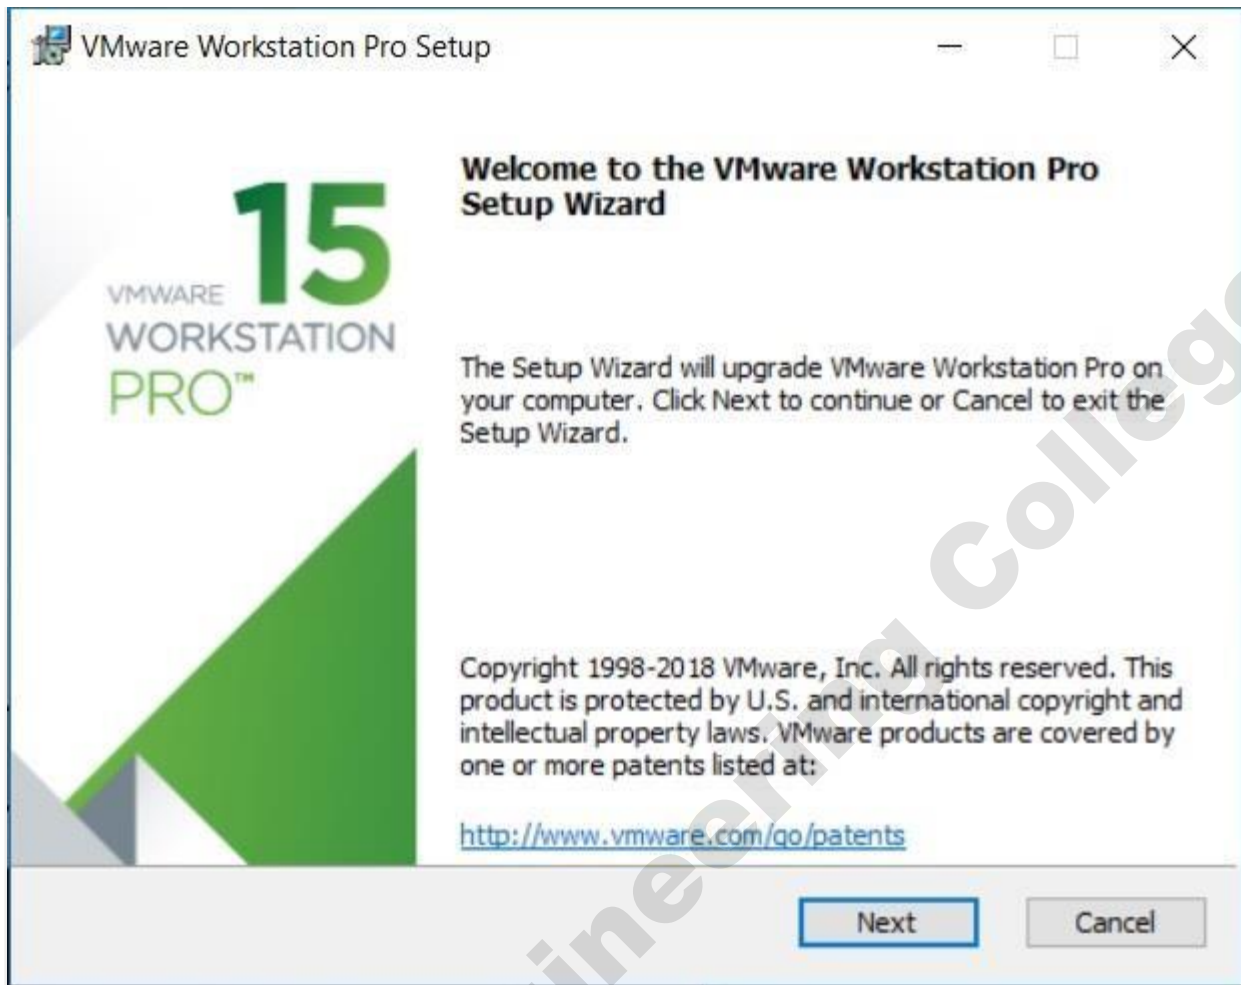 VMware Workstation Pro Setup
15
VMWARE
WORKSTATION
PRO™
Welcome to the VMware Workstation Pro
Setup Wizard
The Setup Wizard will upgrade VMware Workstation Pro on
your computer. Click Next to continue or Cancel to exit the
Setup Wizard.
Copyright 1998-2018 VMware, Inc. All rights reserved. This
product is protected by U.S. and international copyright and
intellectual property laws. VMware products are covered by
one or more patents listed at:
http://www.vmware.com/go/patents
Next
Cancel
ineering College